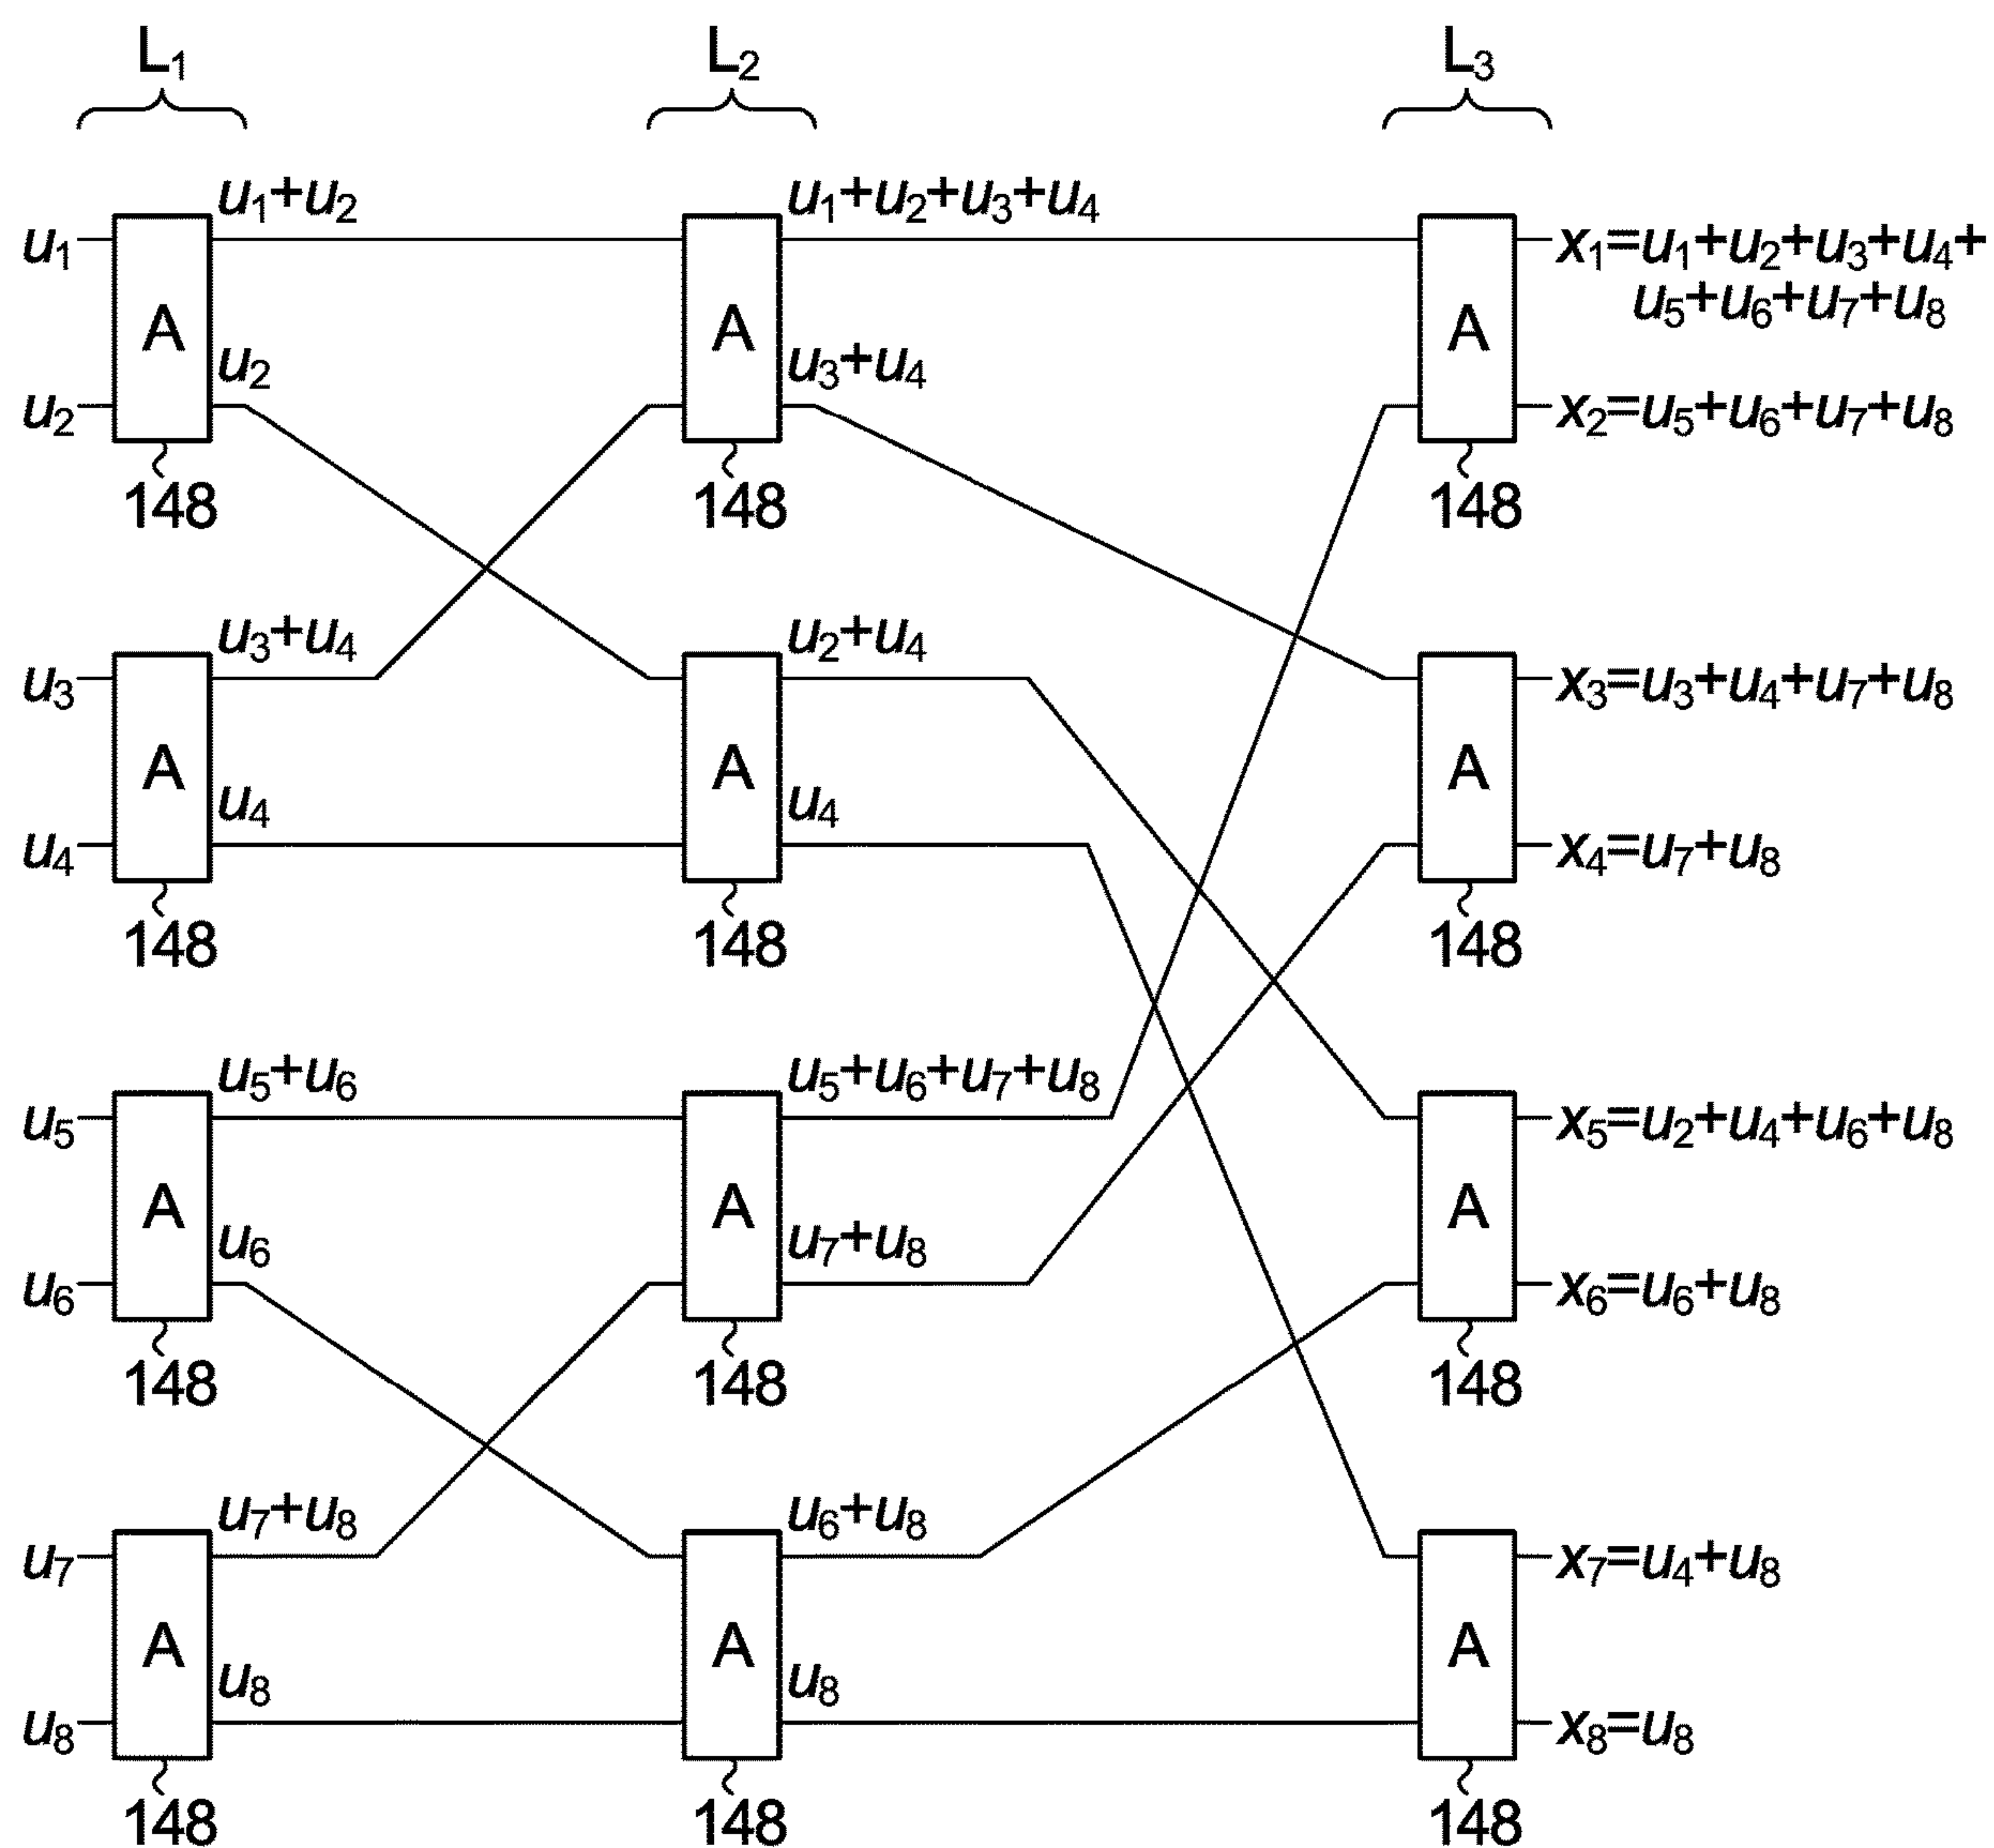 L₁ L₂ L₃
u₁+u₂ u₁+u₂+u₃+u₄
u₁ x₁=u₁+u₂+u₃+u₄+
u₅+u₆+u₇+u₈
A A A
u₂ u₃+u₄
u₂ x₂=u₅+u₆+u₇+u₈
148 148 148
u₃+u₄ u₂+u₄
u₃ x₃=u₃+u₄+u₇+u₈
A A A
u₄ u₄
u₄ x₄=u₇+u₈
148 148 148
u₅+u₆ u₅+u₆+u₇+u₈
u₅ x₅=u₂+u₄+u₆+u₈
A A A
u₆ u₇+u₈
u₆ x₆=u₆+u₈
148 148 148
u₇+u₈ u₆+u₈
u₇ x₇=u₄+u₈
A A A
u₈ u₈
u₈ x₈=u₈
148 148 148